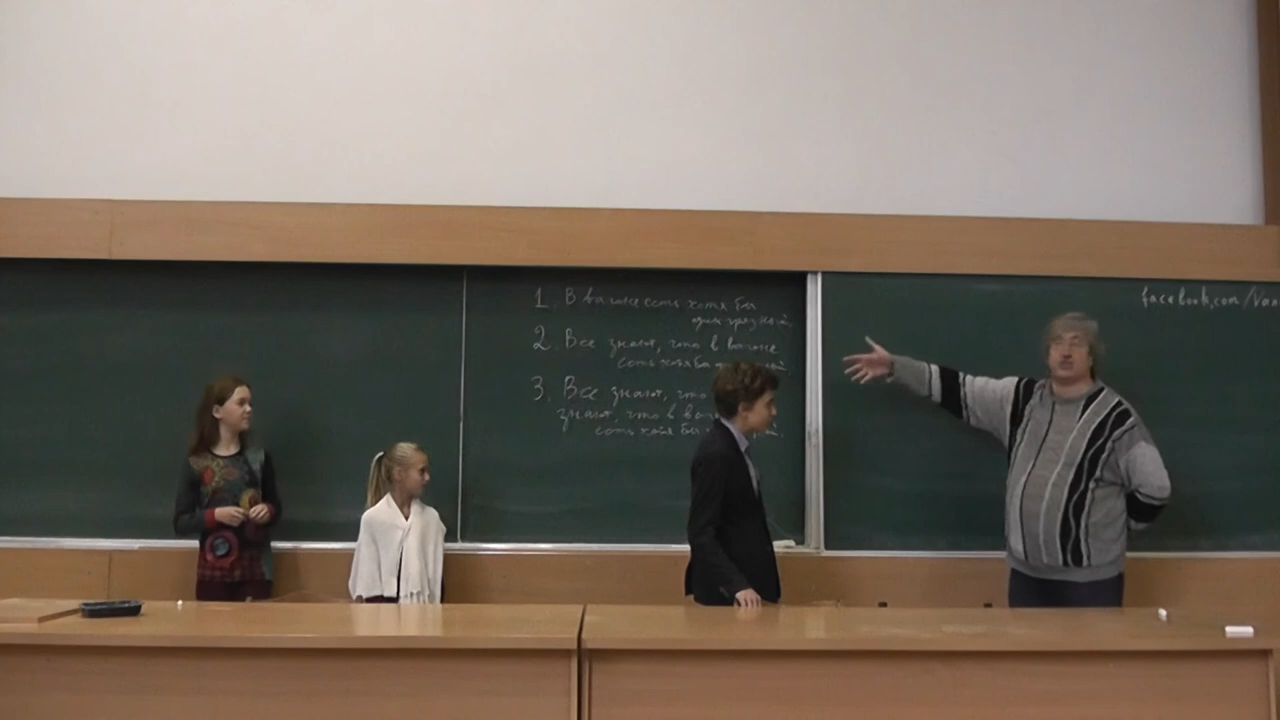 1. В вагоне есть хотя бы
один грязный.
2. Все знают, что в вагоне
есть хотя бы
3. Все знают, что
знают, что в
есть хотя бы
facebook.com/Van